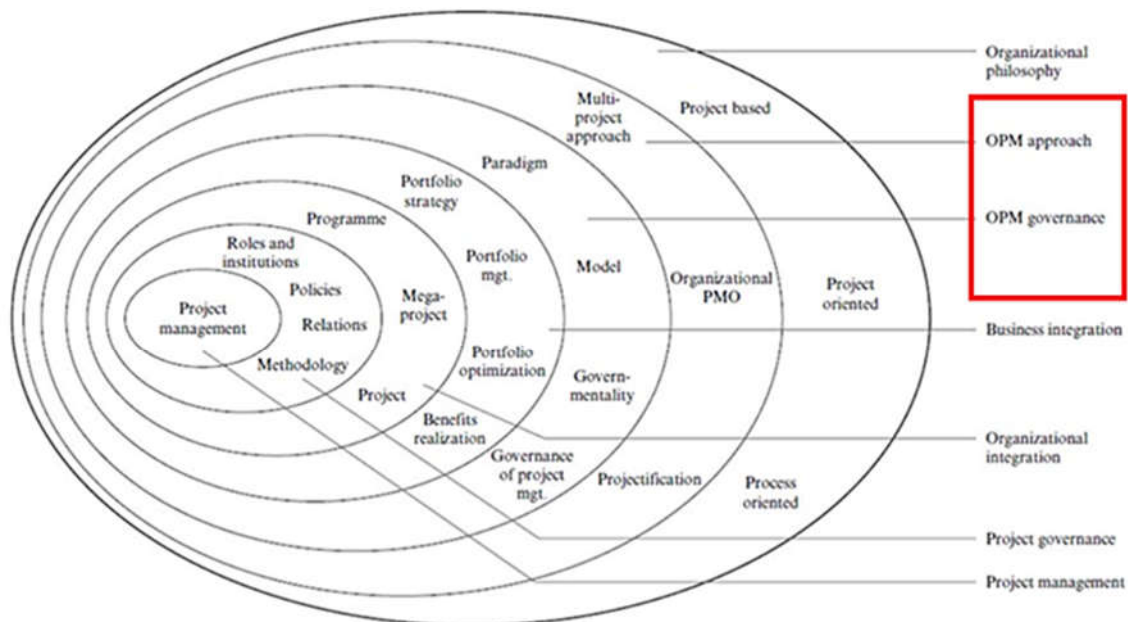 Organizational
philosophy
Multi-
project
approach
Project based
OPM approach
Paradigm
Portfolio
strategy
Programme
OPM governance
Roles and
institutions
Portfolio
mgt.
Model
Organizational
PMO
Project
oriented
Policies
Mega-
project
Project
management
Relations
Business integration
Methodology
Portfolio
optimization
Govern-
mentality
Project
Benefits
realization
Organizational
integration
Governance
of project
mgt.
Projectification
Process
oriented
Project governance
Project management